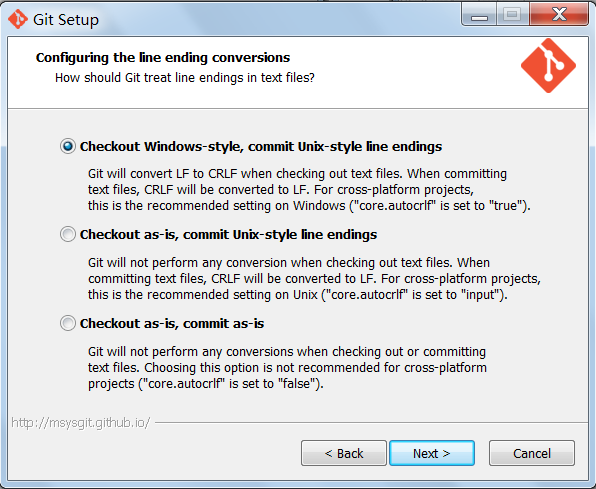 Git Setup
Configuring the line ending conversions
How should Git treat line endings in text files?
Checkout Windows-style, commit Unix-style line endings
Git will convert LF to CRLF when checking out text files. When committing
text files, CRLF will be converted to LF. For cross-platform projects,
this is the recommended setting on Windows ("core.autocrlf" is set to "true").
Checkout as-is, commit Unix-style line endings
Git will not perform any conversion when checking out text files. When
committing text files, CRLF will be converted to LF. For cross-platform projects,
this is the recommended setting on Unix ("core.autocrlf" is set to "input").
Checkout as-is, commit as-is
Git will not perform any conversions when checking out or committing
text files. Choosing this option is not recommended for cross-platform
projects ("core.autocrlf" is set to "false").
http://msysgit.github.io/
< Back Next > Cancel